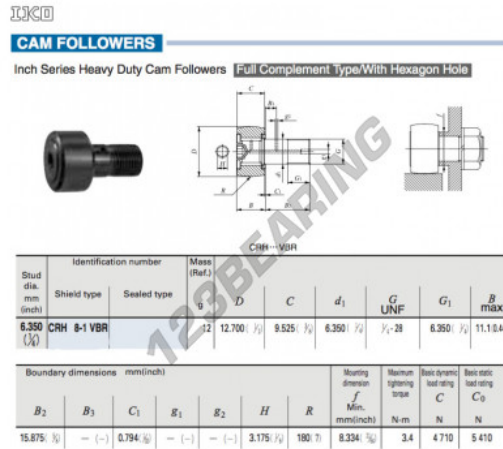 IKO
CAM FOLLOWERS
Inch Series Heavy Duty Cam Followers Full Complement Type/With Hexagon Hole
C
D
H
R
B
G
G1
C1
CRH···VBR
123BEARING
Stud dia. mm (inch) Identification number Mass (Ref.) g
Shield type Sealed type D C d1 G UNF G1 B max
6.350 (¼) CRH 8-1 VBR 12 12.700 (½) 9.525 (⅜) 6.350 (¼) ¼-28 6.350 (¼) 11.1(0.4
Boundary dimensions mm(inch) Mounting dimension f Min. mm(inch) Maximum tightening torque N-m Basic dynamic load rating C N Basic static load rating C0 N
B2 B3 C1 g1 g2 H R
15.875( — (—) 0.794( — (—) — (—) 3.175(⅛) 180( 7) 8.334( 3.4 4 710 5 410